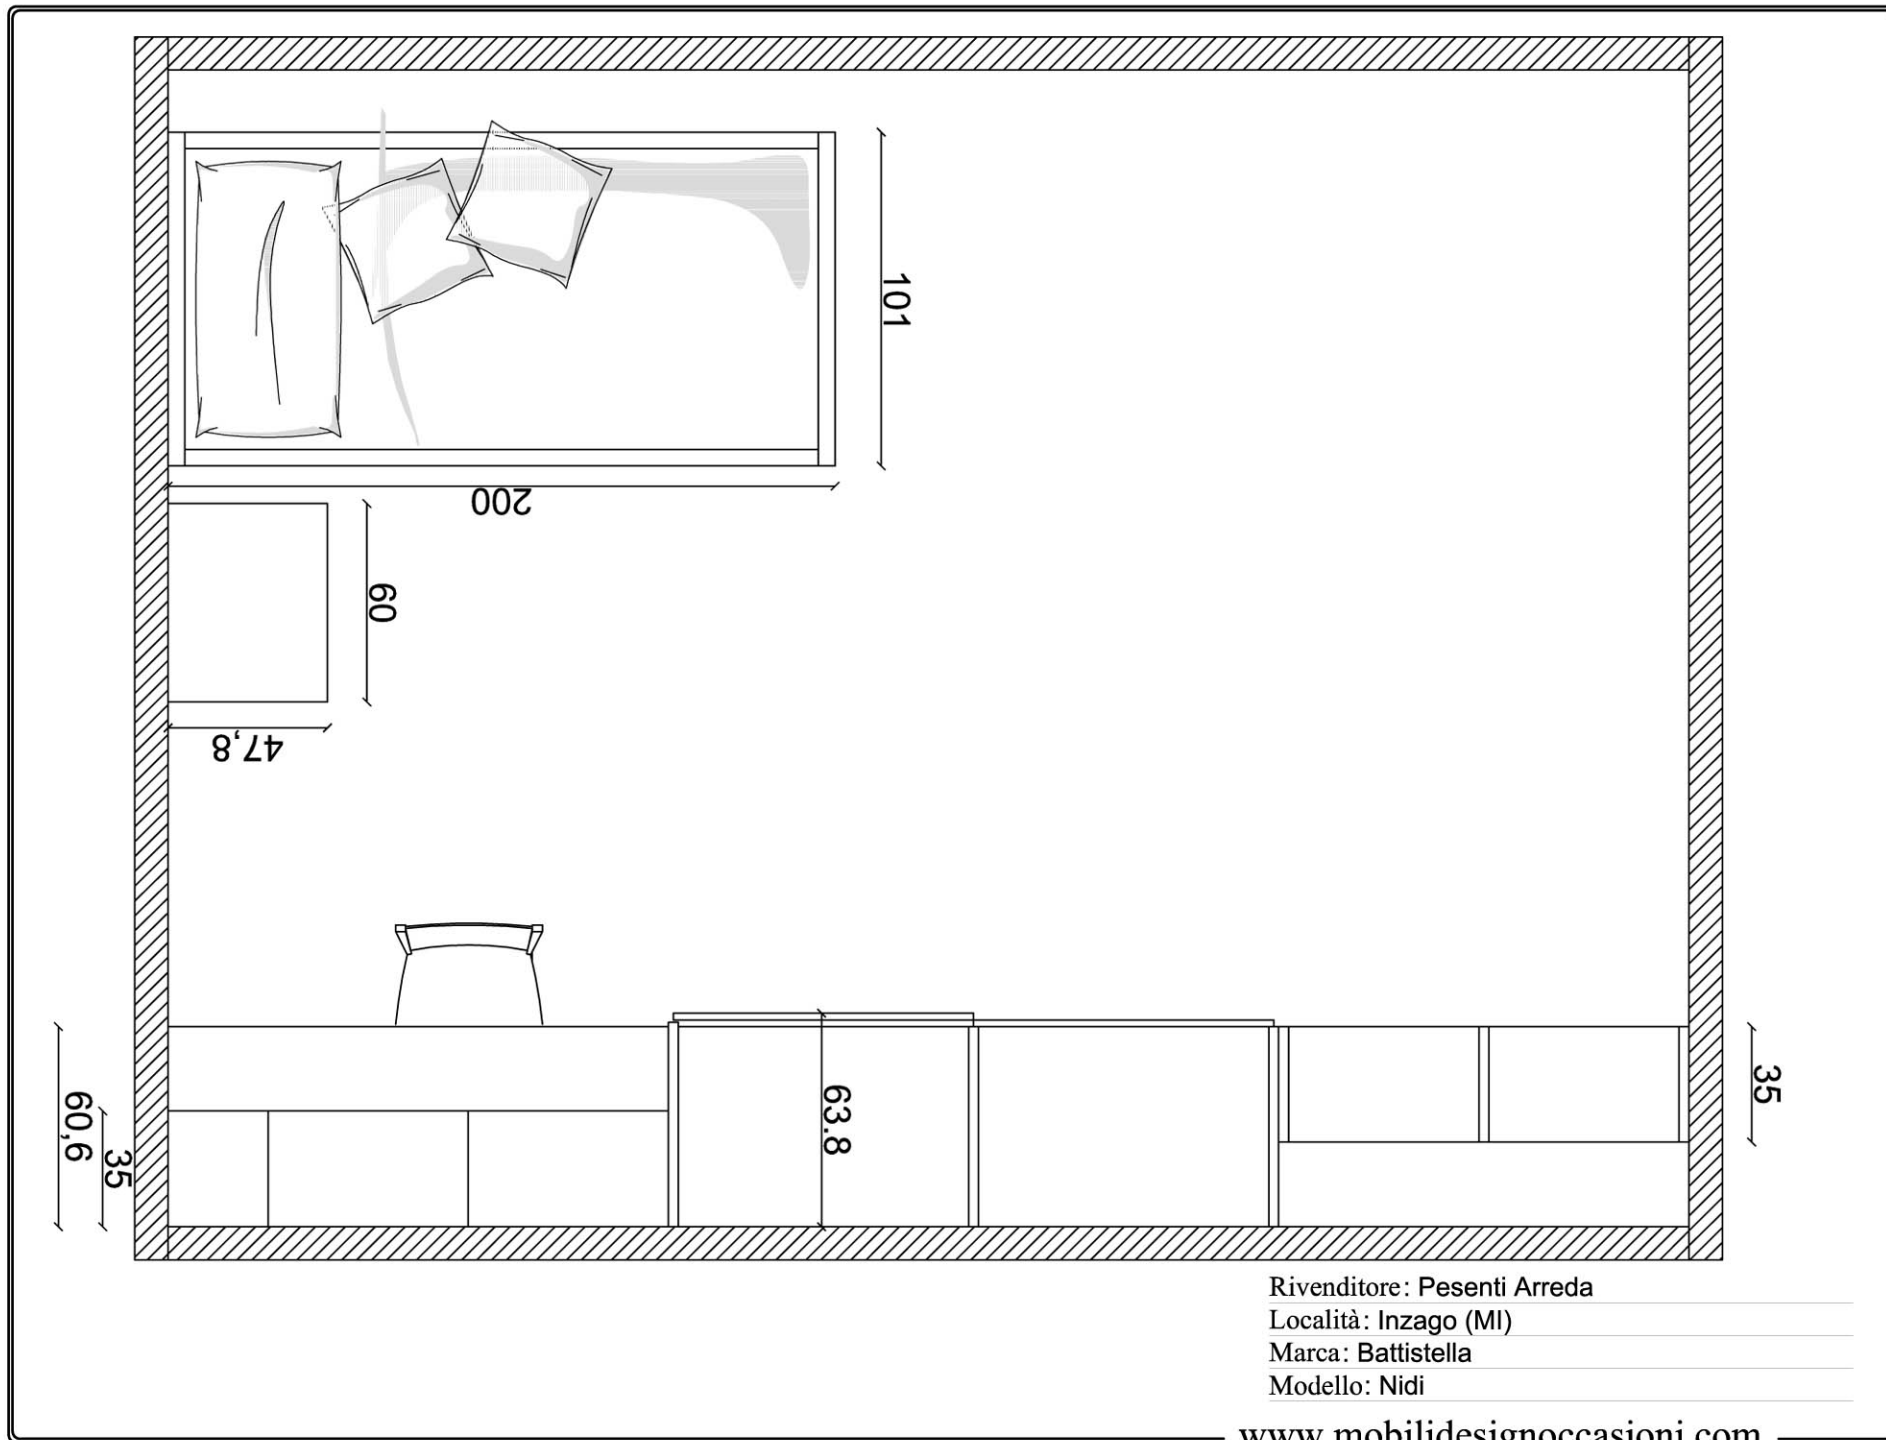 101
200
60
47,8
63.8
60,6
35
35
Rivenditore: Pesenti Arreda
Località: Inzago (MI)
Marca: Battistella
Modello: Nidi
www.mobilidesignoccasioni.com